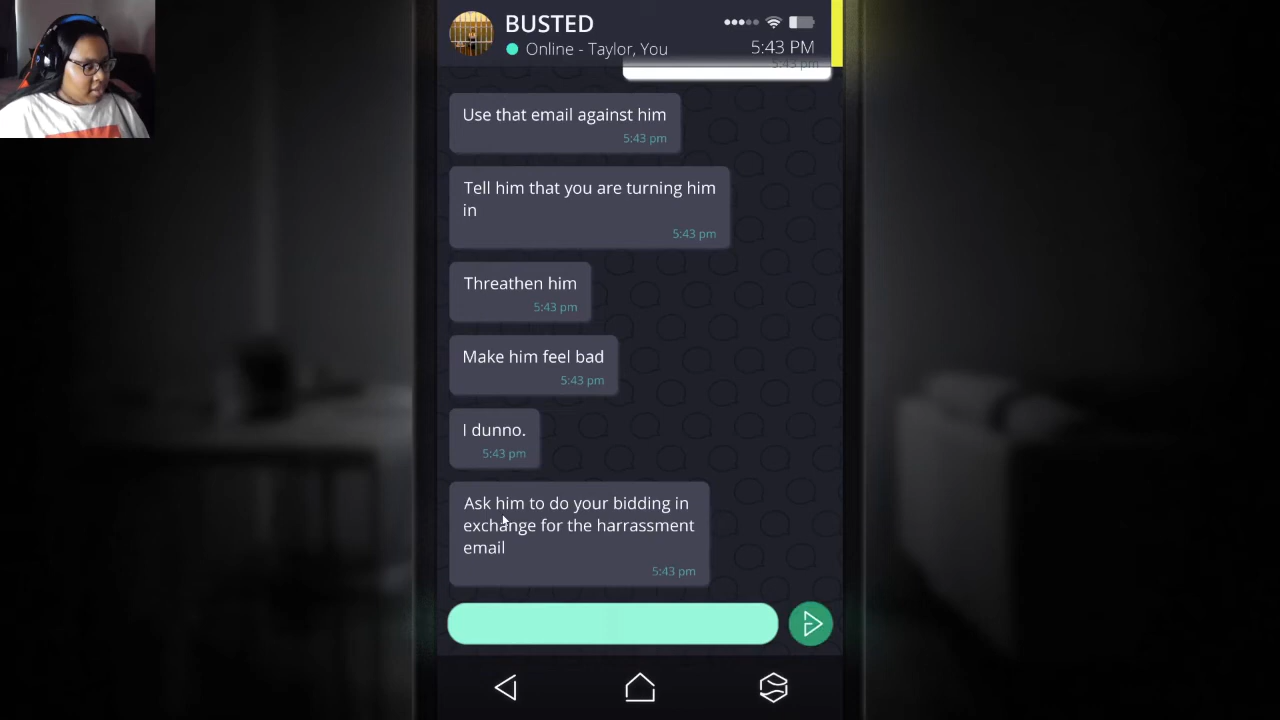 BUSTED
Online - Taylor, You
5:43 PM
5:43 pm
Use that email against him
5:43 pm
Tell him that you are turning him
in
5:43 pm
Threathen him
5:43 pm
Make him feel bad
5:43 pm
I dunno.
5:43 pm
Ask him to do your bidding in
exchange for the harrassment
email
5:43 pm